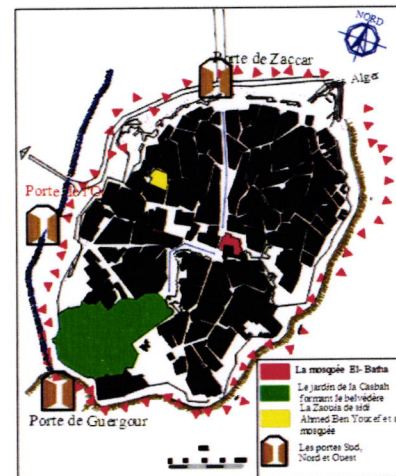 NORD
Porte de Zaccar
Alger
Porte de l'O
Porte de Guergour
La mosquée El-Batha
Le jardin de la Casbah
formant le belvédère
La Zaouia de sidi
Ahmed Ben Youcef et
mosquée
Les portes Sud,
Nord et Ouest